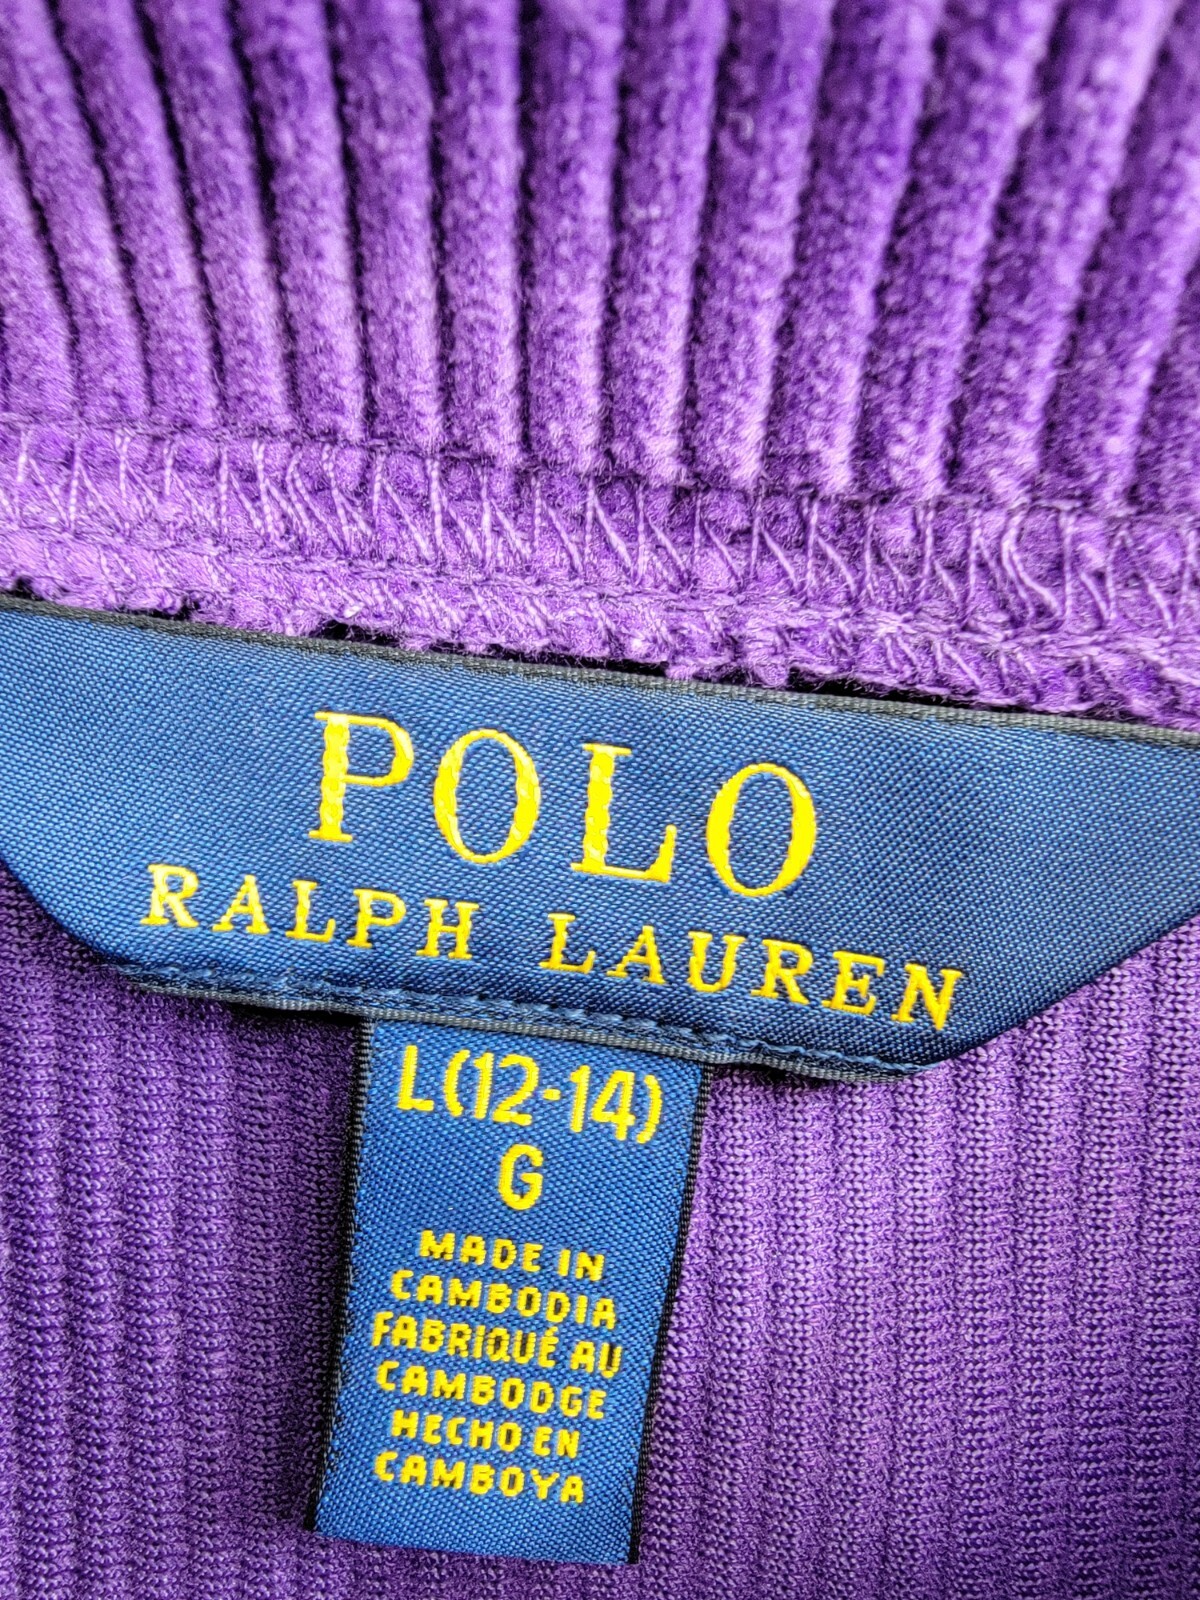 POLO
RALPH LAUREN
L(12-14)
G
MADE IN
CAMBODIA
FABRIQUÉ AU
CAMBODGE
HECHO EN
CAMBOYA